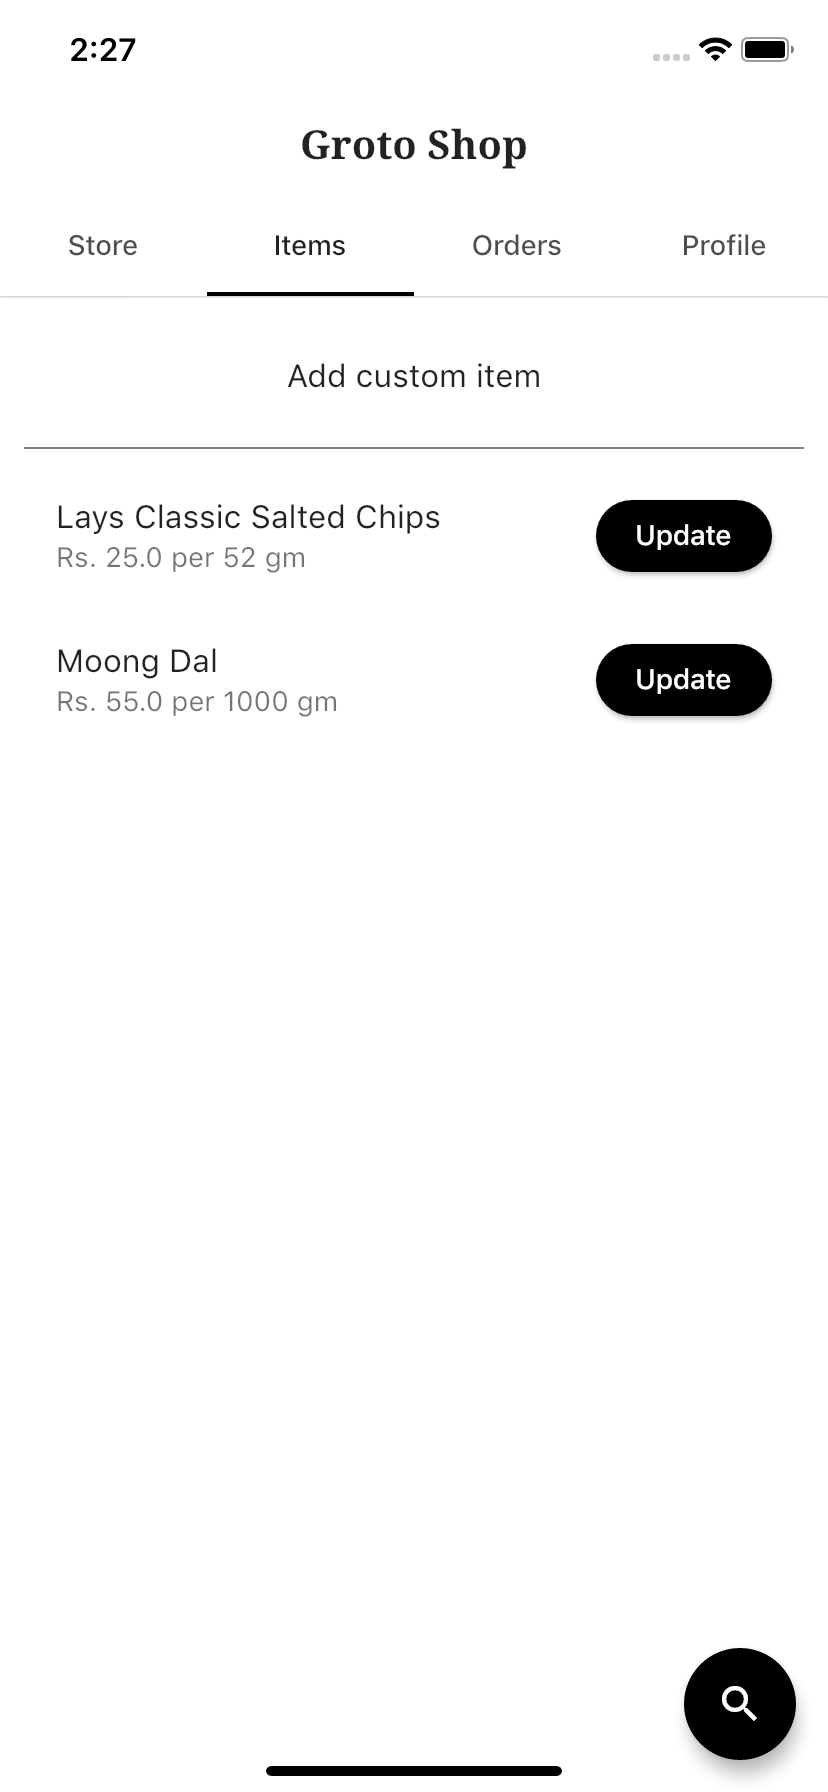 2:27
Groto Shop
Store Items Orders Profile
Add custom item
Lays Classic Salted Chips
Rs. 25.0 per 52 gm
Update
Moong Dal
Rs. 55.0 per 1000 gm
Update